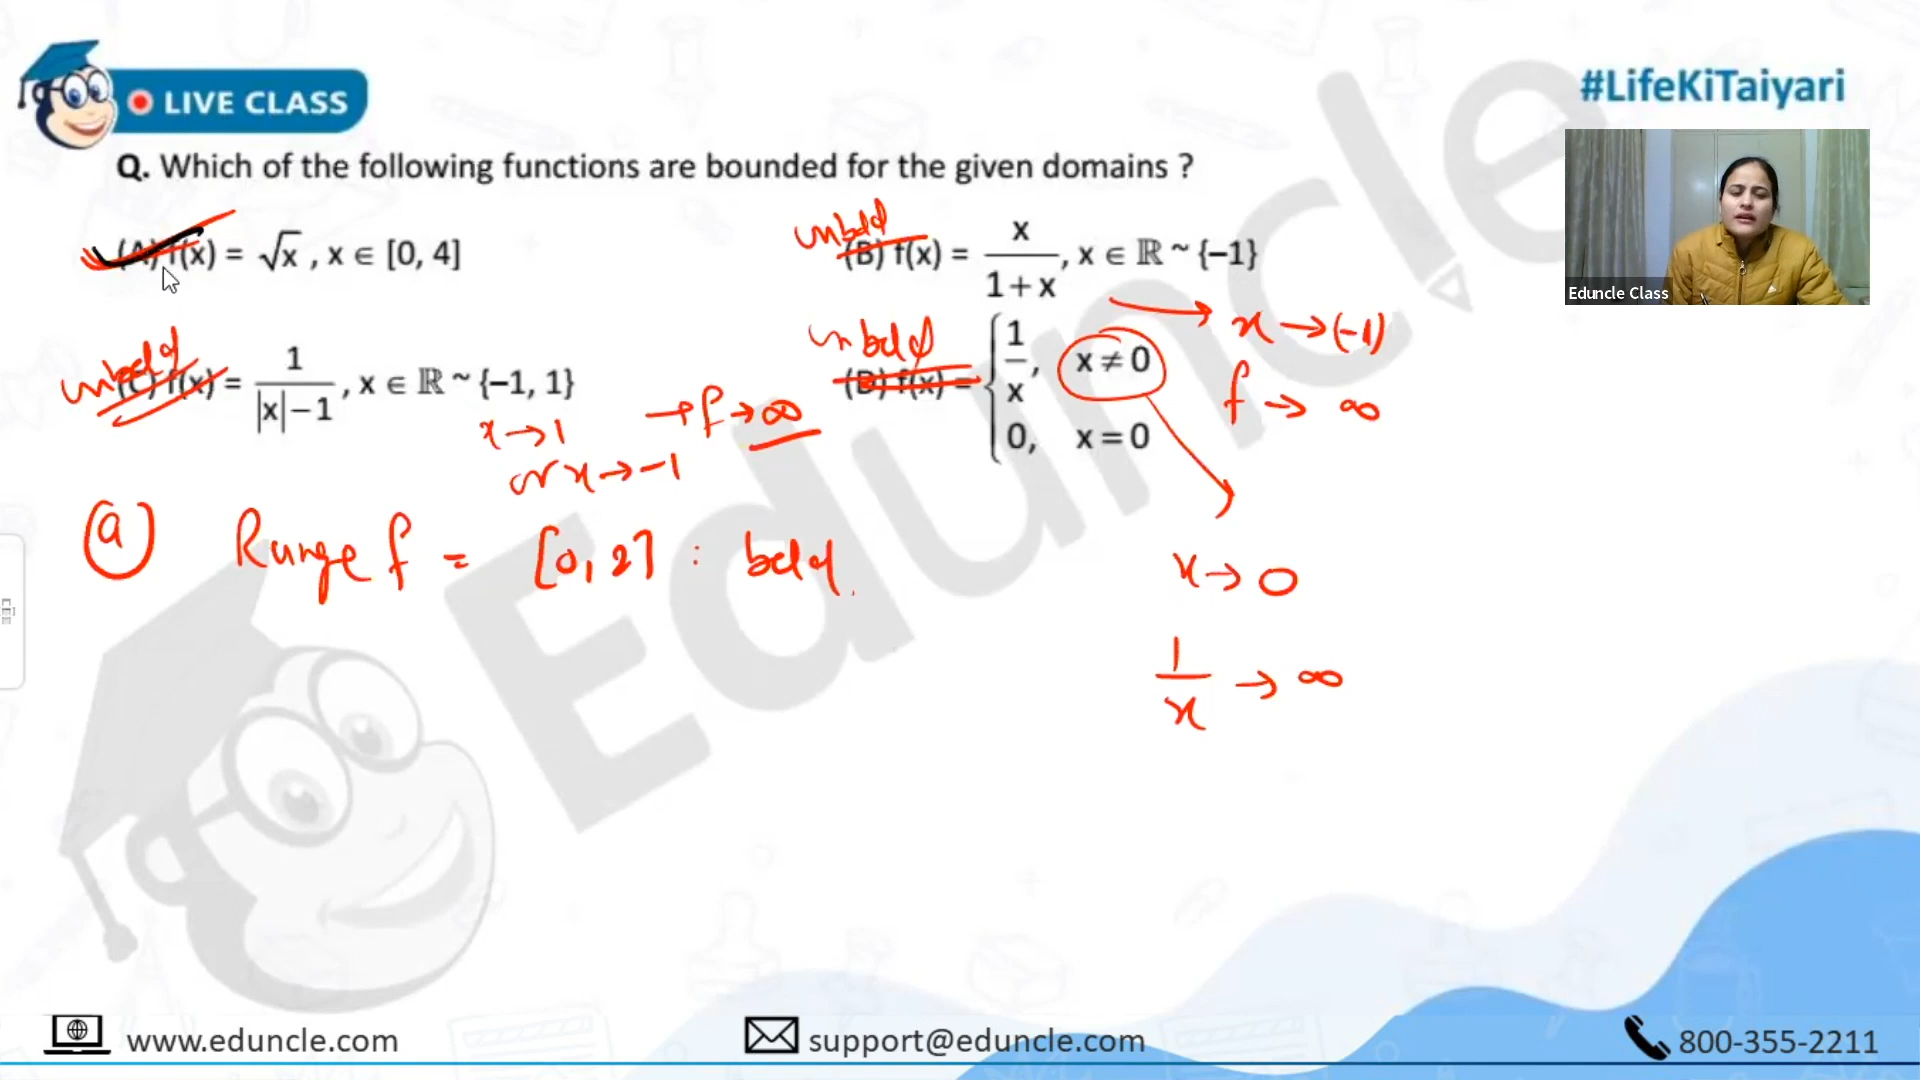 #LifeKiTaiyari
LIVE CLASS
Q. Which of the following functions are bounded for the given domains ?
(A) f(x) = √x , x ∈ [0, 4]
unbdd
(B) f(x) = x / 1+x , x ∈ ℝ ~ {–1}
Eduncle Class
x → (-1)
f → ∞
unbdd
(C) f(x) = 1 / |x| – 1 , x ∈ ℝ ~ {–1, 1}
x → 1 → f → ∞
or x → -1
unbdd
(D) f(x) = { 1/x , x ≠ 0
0, x = 0
(a) Range f = [0, 2] : bdd.
x → 0
1/x → ∞
Eduncle
www.eduncle.com
support@eduncle.com
800-355-2211